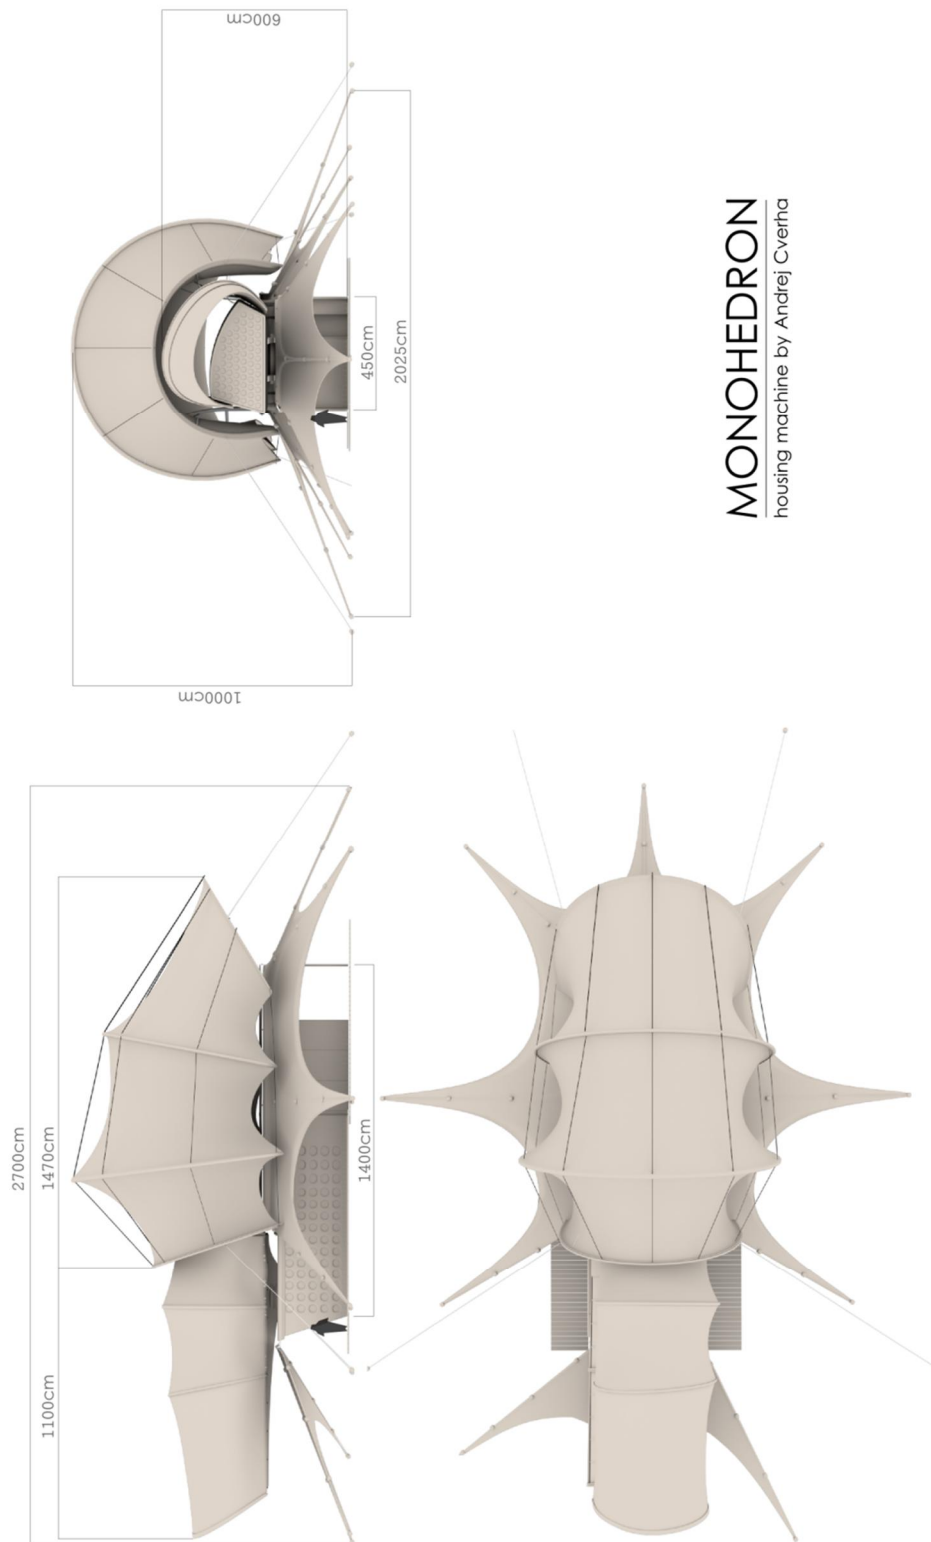 600cm
450cm
2025cm
1000cm
MONOHEDRON
housing machine by Andrej Cverha
2700cm
1470cm
1400cm
1100cm